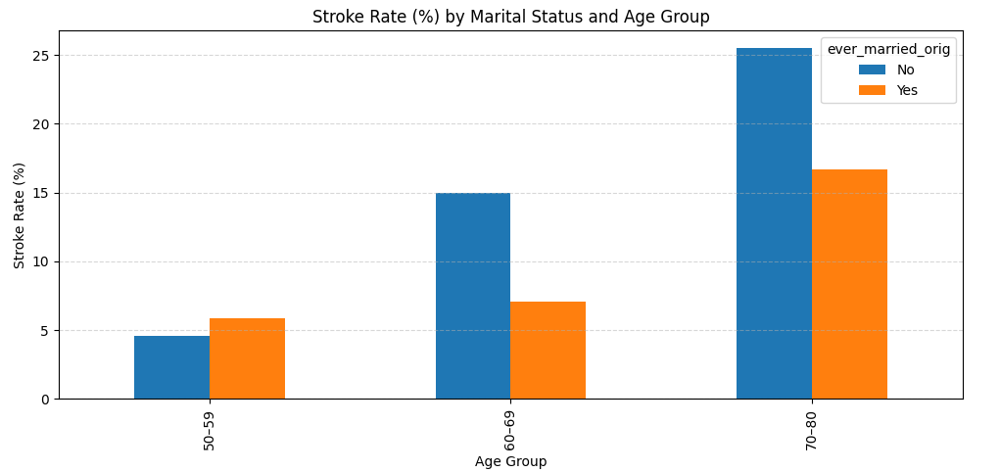 Stroke Rate (%) by Marital Status and Age Group
ever_married_orig
No
Yes
Stroke Rate (%)
25
20
15
10
5
0
50–59
60–69
70–80
Age Group